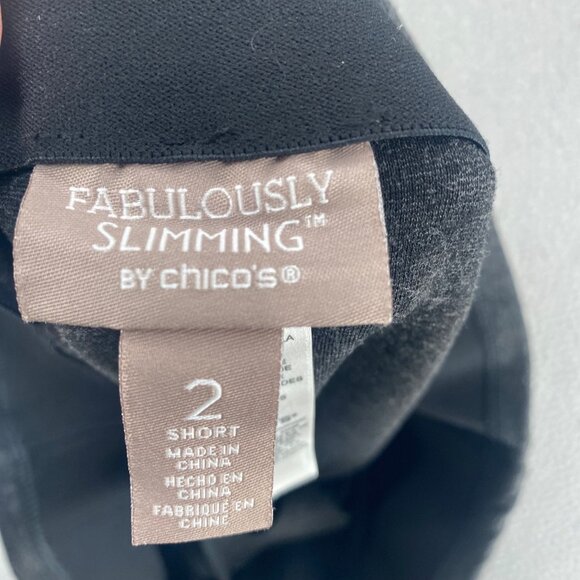 FABULOUSLY
SLIMMING™
BY chico's®
2
SHORT
MADE IN
CHINA
HECHO EN
CHINA
FABRIQUÉ EN
CHINE